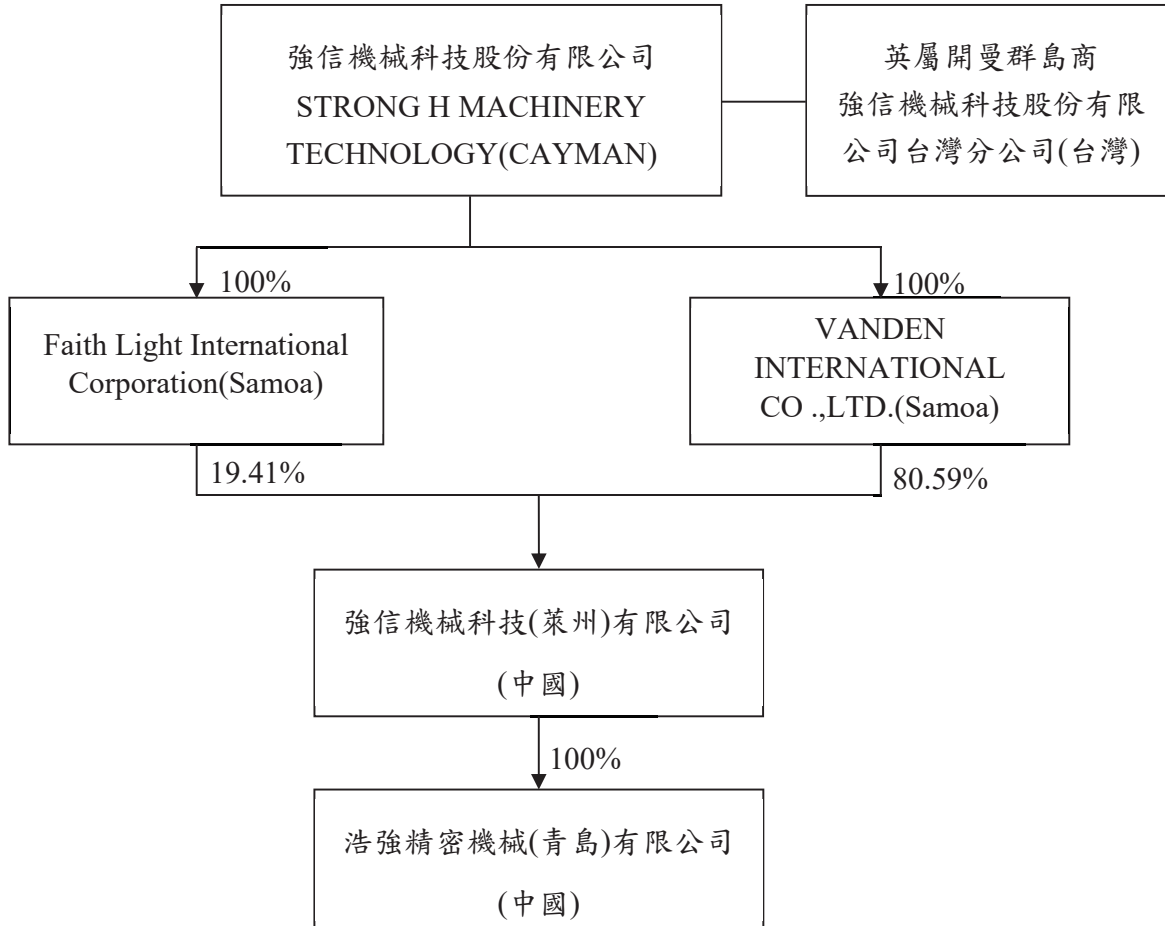 強信機械科技股份有限公司
STRONG H MACHINERY
TECHNOLOGY(CAYMAN)
英屬開曼群島商
強信機械科技股份有限
公司台灣分公司(台灣)
100%
100%
Faith Light International
Corporation(Samoa)
VANDEN
INTERNATIONAL
CO .,LTD.(Samoa)
19.41%
80.59%
強信機械科技(萊州)有限公司
(中國)
100%
浩強精密機械(青島)有限公司
(中國)